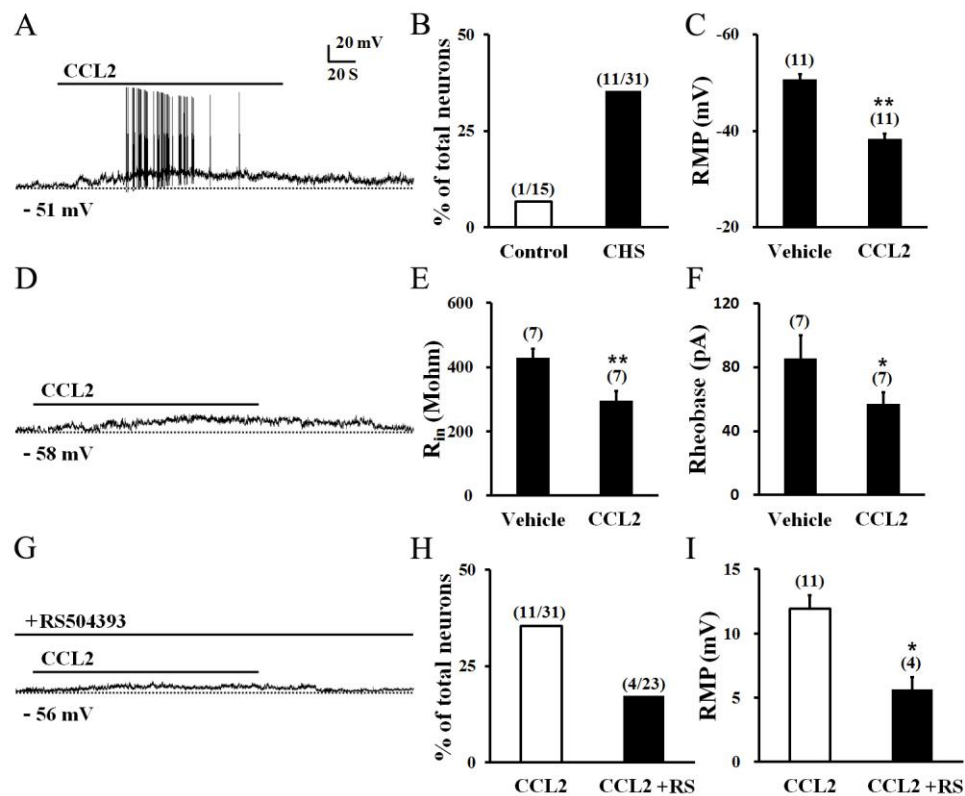 A
20 mV
20 S
CCL2
- 51 mV
B
% of total neurons
50
25
0
(1/15)
(11/31)
Control
CHS
C
RMP (mV)
-60
-40
-20
(11)
**
(11)
Vehicle
CCL2
D
CCL2
- 58 mV
E
Rin (Mohm)
600
400
200
0
(7)
**
(7)
Vehicle
CCL2
F
Rheobase (pA)
120
80
40
0
(7)
*
(7)
Vehicle
CCL2
G
+RS504393
CCL2
- 56 mV
H
% of total neurons
50
25
0
(11/31)
(4/23)
CCL2
CCL2 +RS
I
RMP (mV)
15
10
5
0
(11)
*
(4)
CCL2
CCL2 +RS